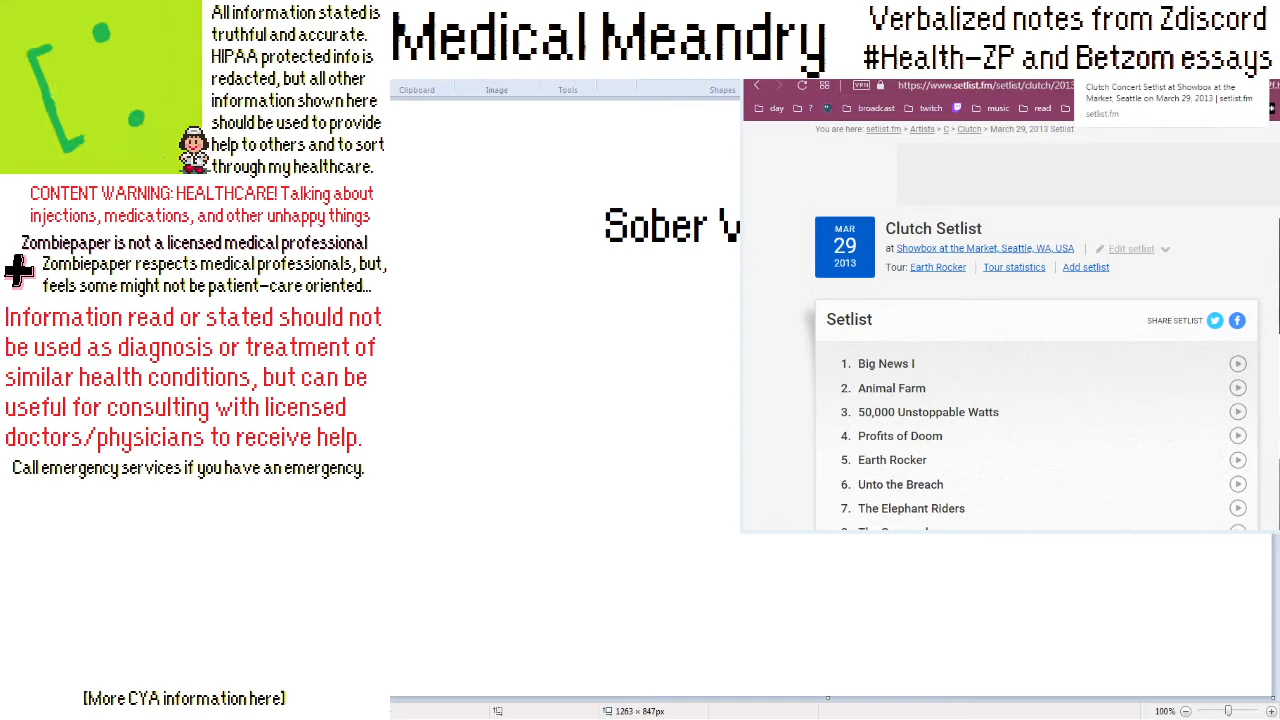 All information stated is
truthful and accurate.
HIPAA protected info is
redacted, but all other
information shown here
should be used to provide
help to others and to sort
through my healthcare.
CONTENT WARNING: HEALTHCARE! Talking about
injections, medications, and other unhappy things
Zombiepaper is not a licensed medical professional
Zombiepaper respects medical professionals, but,
feels some might not be patient-care oriented...
Information read or stated should not
be used as diagnosis or treatment of
similar health conditions, but can be
useful for consulting with licensed
doctors/physicians to receive help.
Call emergency services if you have an emergency.
[More CYA information here]
Medical Meandry
Verbalized notes from Zdiscord
#Health-ZP and Betzom essays
Clipboard
Image
Tools
Shapes
Sober
https://www.setlist.fm/setlist/clutch/2013
VPN
Clutch Concert Setlist at Showbox at the
Market, Seattle on March 29, 2013 | setlist.fm
setlist.fm
day
?
broadcast
twitch
music
read
You are here: setlist.fm > Artists > C > Clutch > March 29, 2013 Setlist
MAR
29
2013
Clutch Setlist
at Showbox at the Market, Seattle, WA, USA
Edit setlist
Tour: Earth Rocker
Tour statistics
Add setlist
Setlist
SHARE SETLIST
1. Big News I
2. Animal Farm
3. 50,000 Unstoppable Watts
4. Profits of Doom
5. Earth Rocker
6. Unto the Breach
7. The Elephant Riders
1263 × 847px
100%